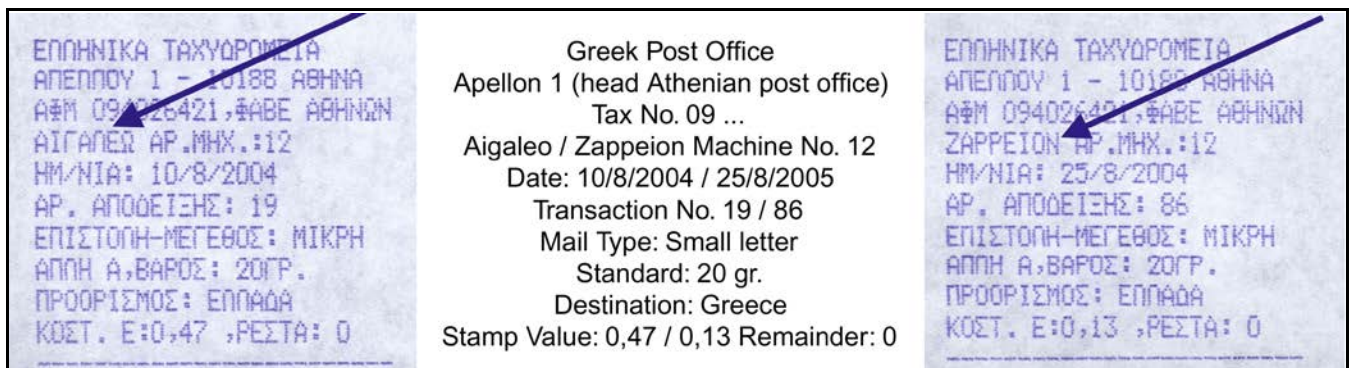 ΕΛΛΗΝΙΚΑ ΤΑΧΥΔΡΟΜΕΙΑ
ΑΠΕΛΛΟΥ 1 - 10188 ΑΘΗΝΑ
ΑΦΜ 094026421,ΦΑΒΕ ΑΘΗΝΩΝ
ΑΙΓΑΛΕΩ ΑΡ.ΜΗΧ.:12
ΗΜ/ΝΙΑ: 10/8/2004
ΑΡ. ΑΠΟΔΕΙΞΗΣ: 19
ΕΠΙΣΤΟΛΗ-ΜΕΓΕΘΟΣ: ΜΙΚΡΗ
ΑΠΛΗ Α,ΒΑΡΟΣ: 20ΓΡ.
ΠΡΟΟΡΙΣΜΟΣ: ΕΛΛΑΔΑ
ΚΟΣΤ. Ε:0,47 ,ΡΕΣΤΑ: 0
Greek Post Office
Apellon 1 (head Athenian post office)
Tax No. 09 ...
Aigaleo / Zappeion Machine No. 12
Date: 10/8/2004 / 25/8/2005
Transaction No. 19 / 86
Mail Type: Small letter
Standard: 20 gr.
Destination: Greece
Stamp Value: 0,47 / 0,13 Remainder: 0
ΕΛΛΗΝΙΚΑ ΤΑΧΥΔΡΟΜΕΙΑ
ΑΠΕΛΛΟΥ 1 - 10188 ΑΘΗΝΑ
ΑΦΜ 094026421,ΦΑΒΕ ΑΘΗΝΩΝ
ΖΑΡΡΕΙΟΝ ΑΡ.ΜΗΧ.:12
ΗΜ/ΝΙΑ: 25/8/2004
ΑΡ. ΑΠΟΔΕΙΞΗΣ: 86
ΕΠΙΣΤΟΛΗ-ΜΕΓΕΘΟΣ: ΜΙΚΡΗ
ΑΠΛΗ Α,ΒΑΡΟΣ: 20ΓΡ.
ΠΡΟΟΡΙΣΜΟΣ: ΕΛΛΑΔΑ
ΚΟΣΤ. Ε:0,13 ,ΡΕΣΤΑ: 0